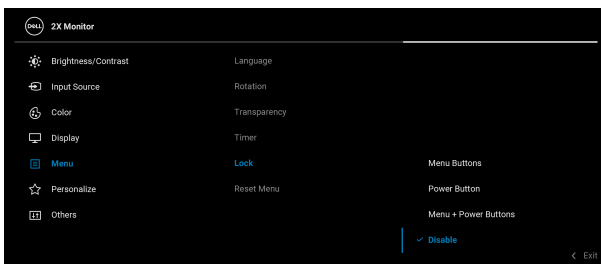 DELL 2X Monitor
Brightness/Contrast Language
Input Source Rotation
Color Transparency
Display Timer
Menu Lock Menu Buttons
Personalize Reset Menu Power Button
Others Menu + Power Buttons
Disable
Exit